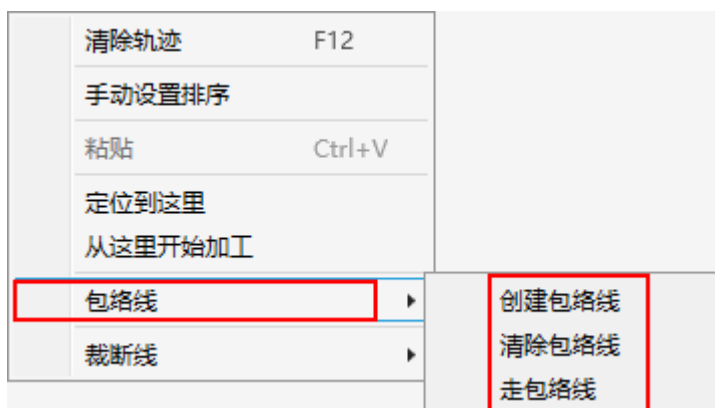 清除轨迹 F12
手动设置排序
粘贴 Ctrl+V
定位到这里
从这里开始加工
包络线
裁断线
创建包络线
清除包络线
走包络线